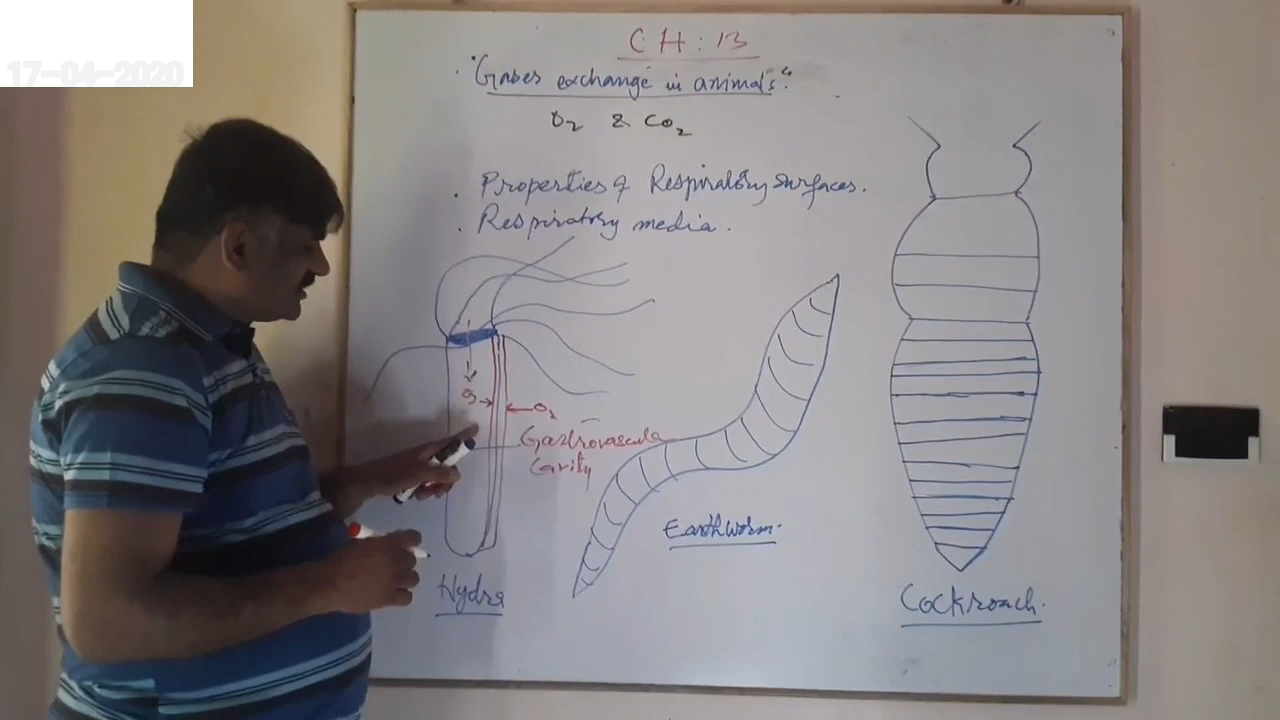 17-04-2020
CH: 13
"Gases exchange in animals"
O2 & CO2
. Properties of Respiratory surfaces.
. Respiratory media.
O2
O2
Gastrovascular
Cavity
Earthworm.
Hydra
Cockroach.